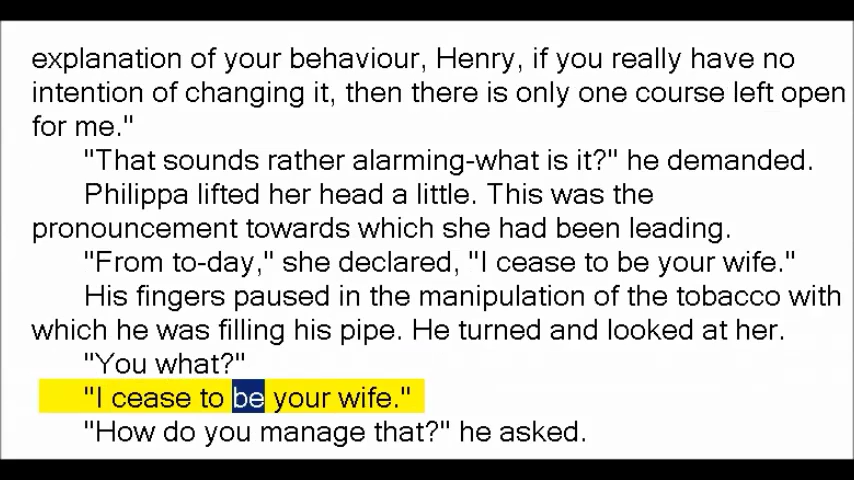 explanation of your behaviour, Henry, if you really have no
intention of changing it, then there is only one course left open
for me."
"That sounds rather alarming-what is it?" he demanded.
Philippa lifted her head a little. This was the
pronouncement towards which she had been leading.
"From to-day," she declared, "I cease to be your wife."
His fingers paused in the manipulation of the tobacco with
which he was filling his pipe. He turned and looked at her.
"You what?"
"I cease to be your wife."
"How do you manage that?" he asked.